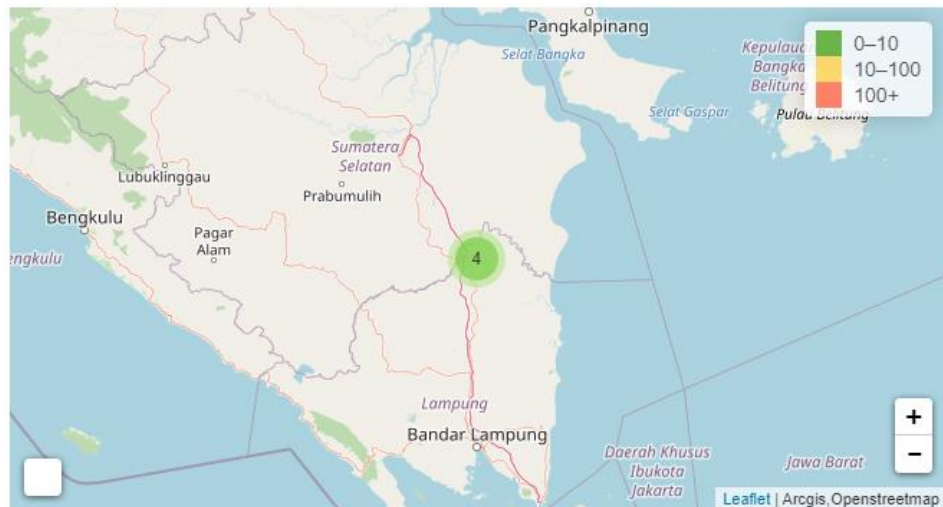 Pangkalpinang
Selat Bangka
0–10
10–100
100+
Bangka
Belitung
Selat Gaspar
Pulau Belitung
Sumatera
Selatan
Lubuklinggau
Prabumulih
Bengkulu
Pagar
Alam
engkulu
4
Lampung
Bandar Lampung
Daerah Khusus
Ibukota
Jakarta
Jawa Barat
+
−
Leaflet | Arcgis,Openstreetmap